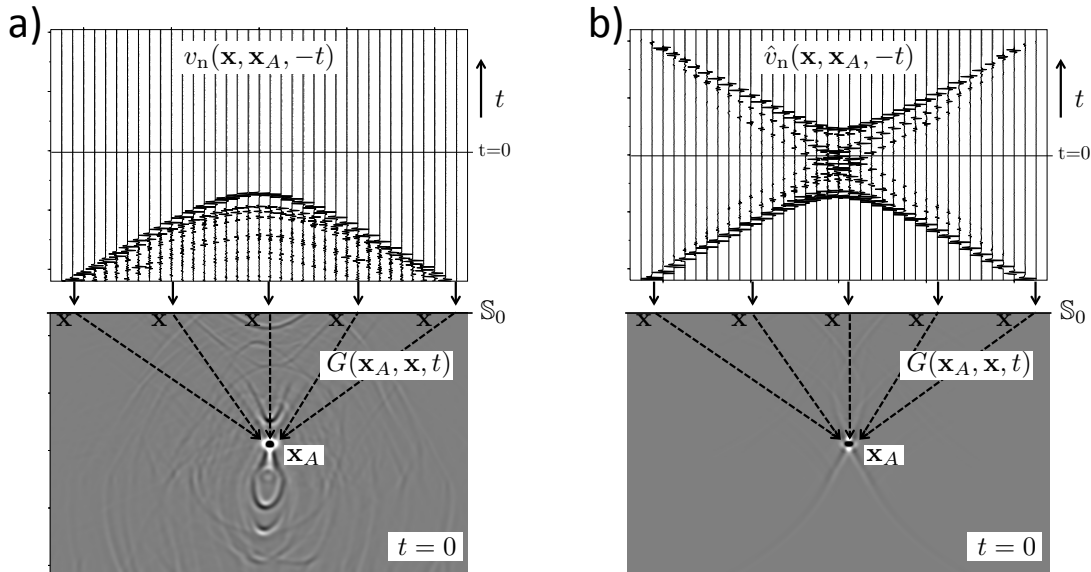 a)
v_n(x, x_A, −t)
t
t=0
x x x x x
𝕊_0
G(x_A, x, t)
x_A
t = 0
b)
v̂_n(x, x_A, −t)
t
t=0
x x x x x
𝕊_0
G(x_A, x, t)
x_A
t = 0